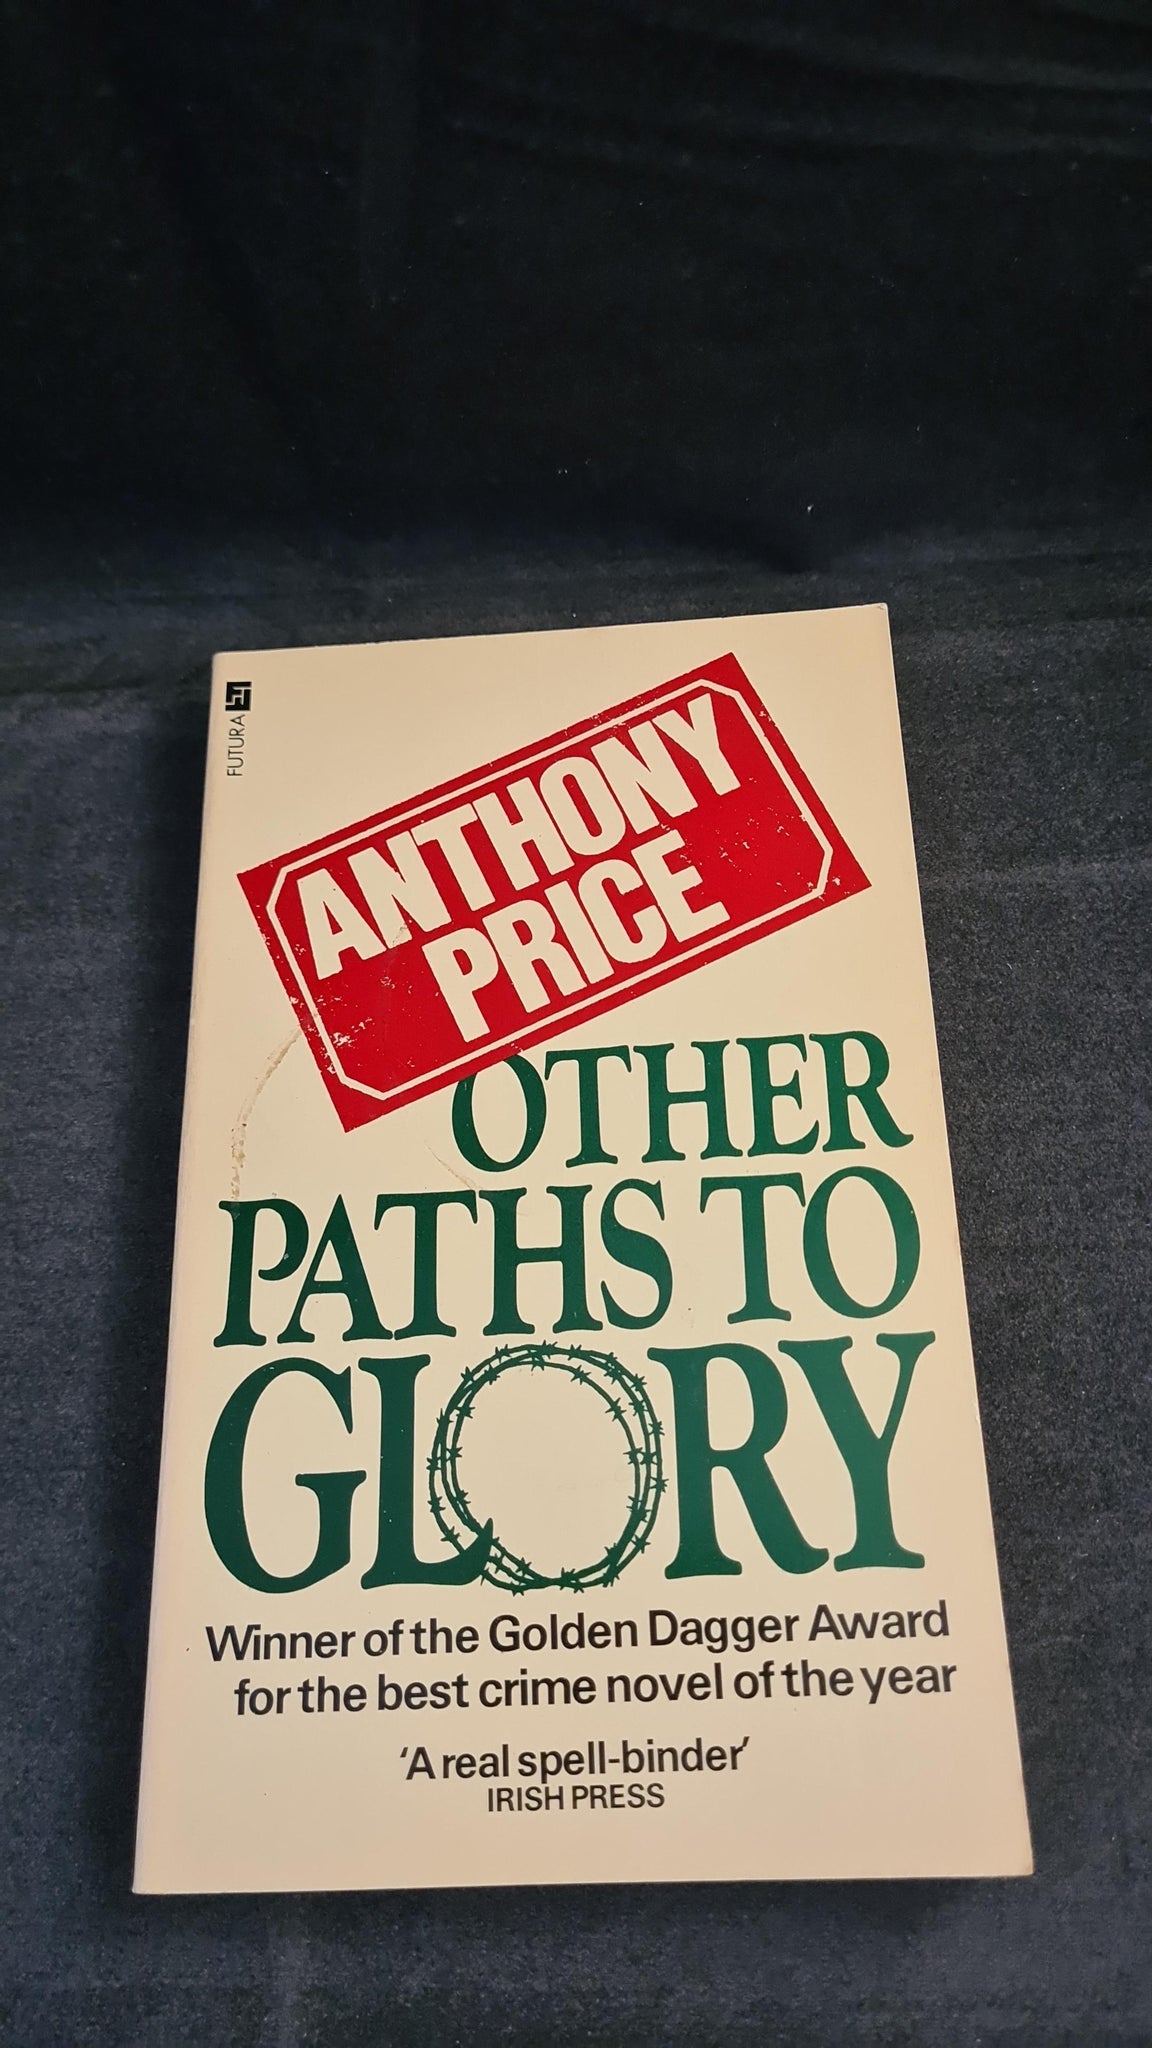 FUTURA
ANTHONY
PRICE
OTHER
PATHS TO
GLORY
Winner of the Golden Dagger Award
for the best crime novel of the year
'A real spell-binder'
IRISH PRESS